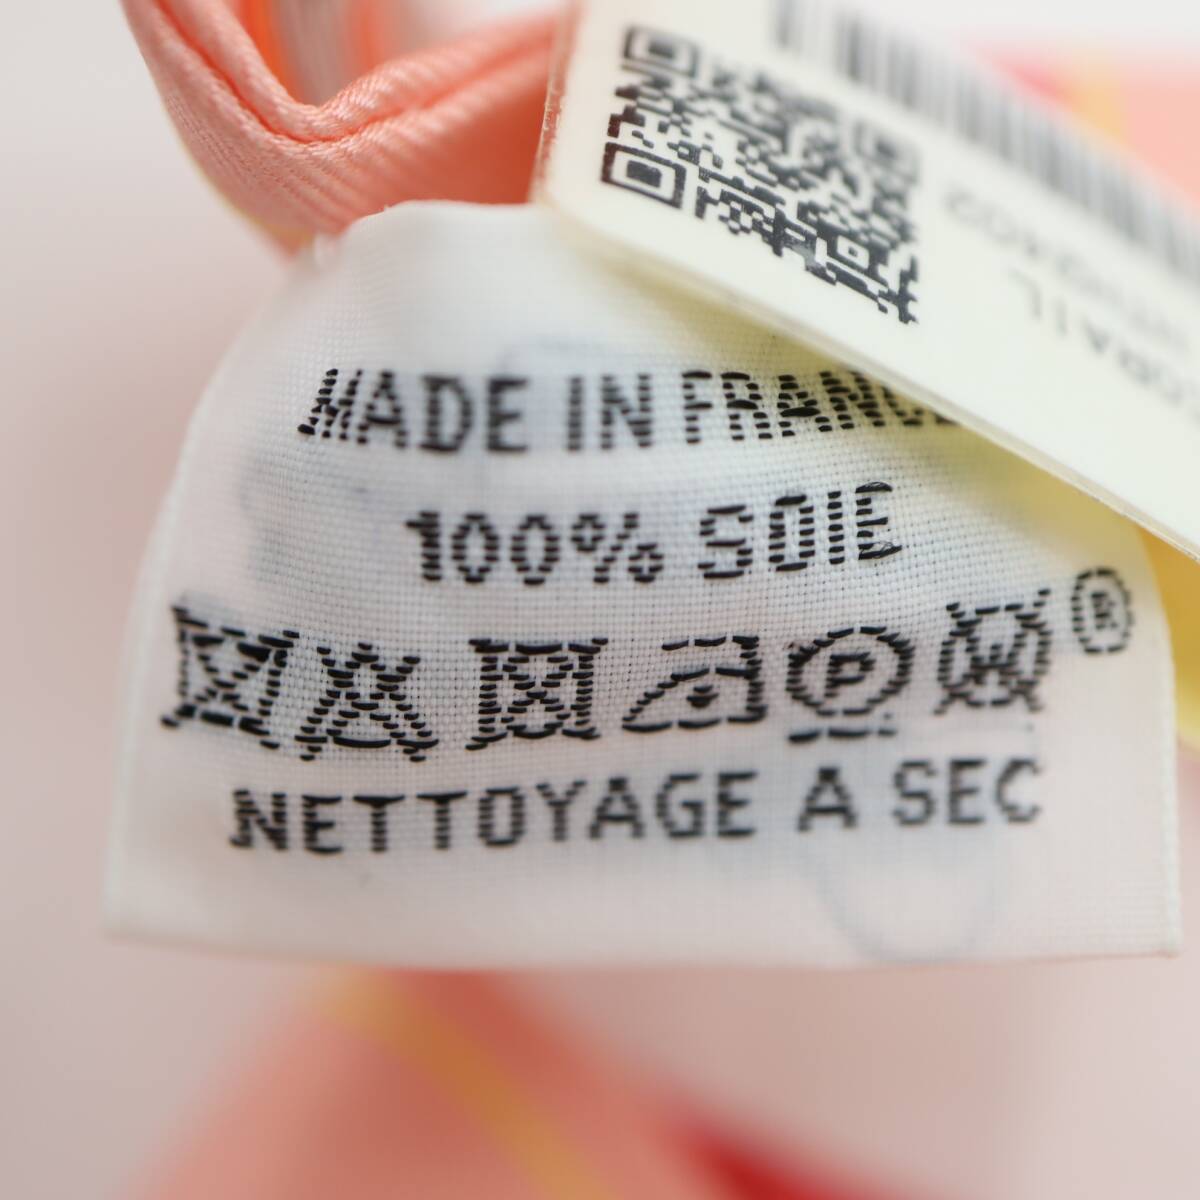 MADE IN FRANCE
100% SOIE
P W ®
NETTOYAGE A SEC